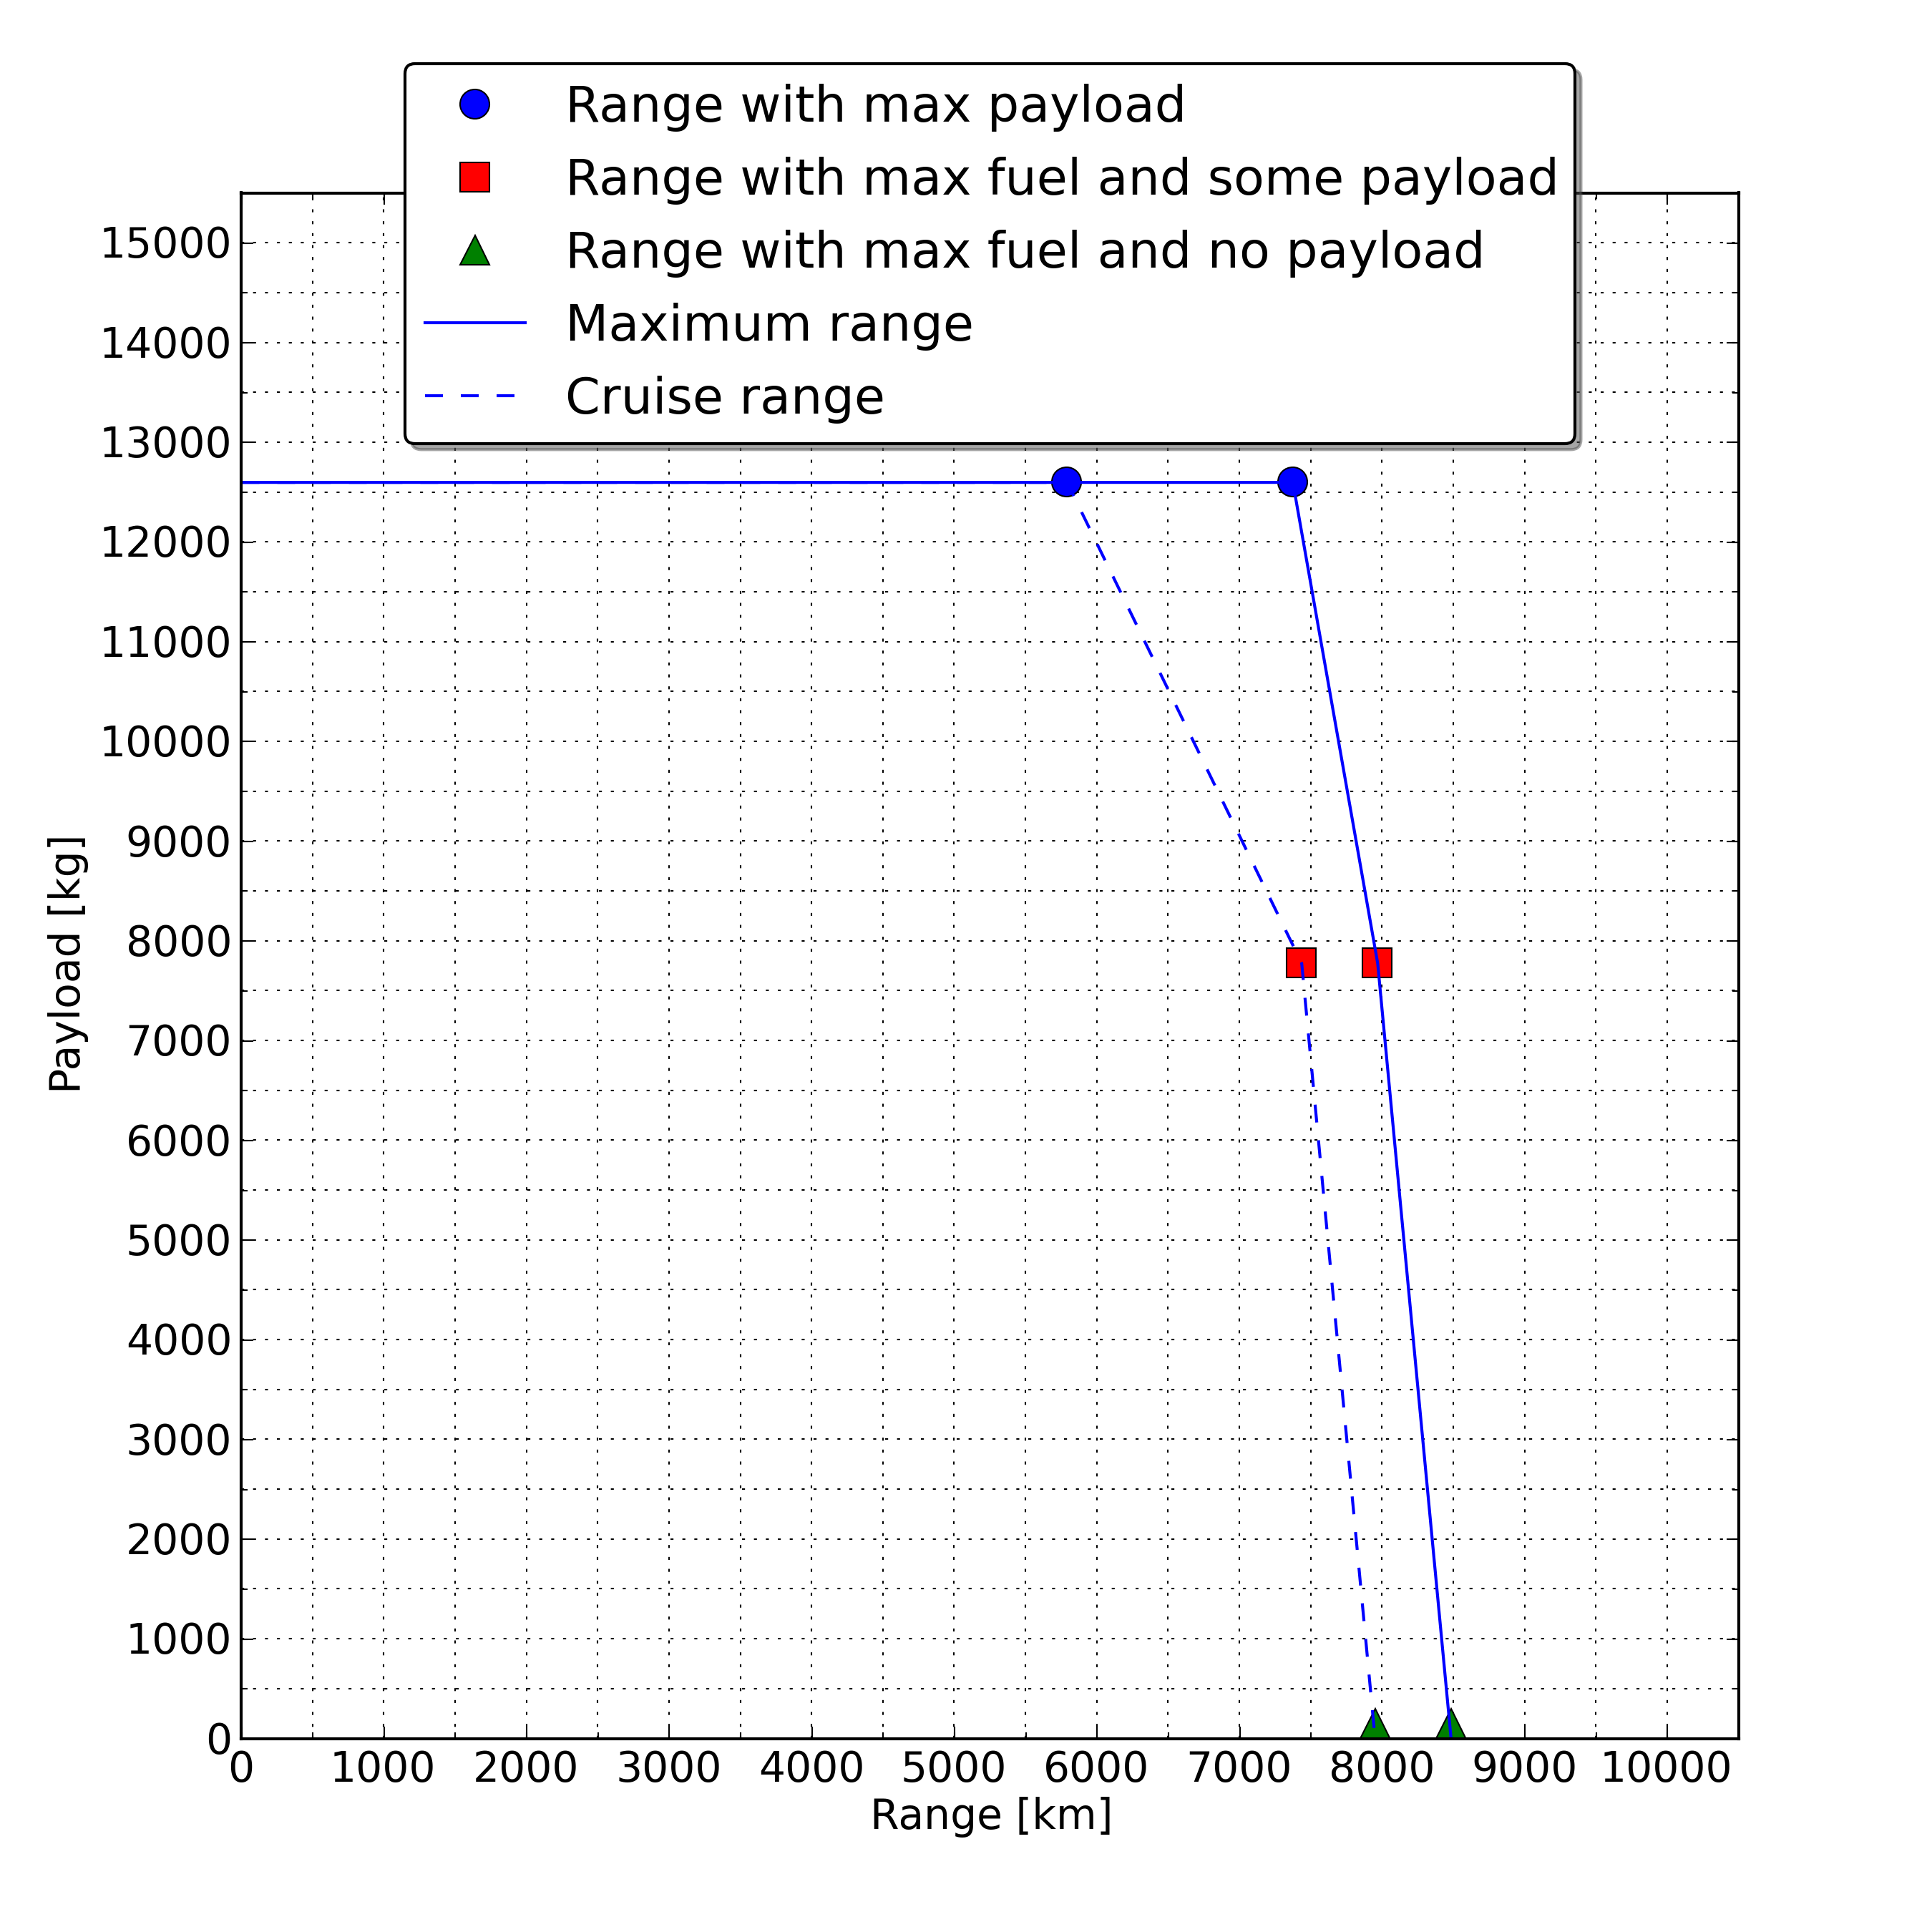 Range with max payload
Range with max fuel and some payload
Range with max fuel and no payload
Maximum range
Cruise range
15000
14000
13000
12000
11000
10000
9000
8000
7000
6000
5000
4000
3000
2000
1000
0
Payload [kg]
0 1000 2000 3000 4000 5000 6000 7000 8000 9000 10000
Range [km]